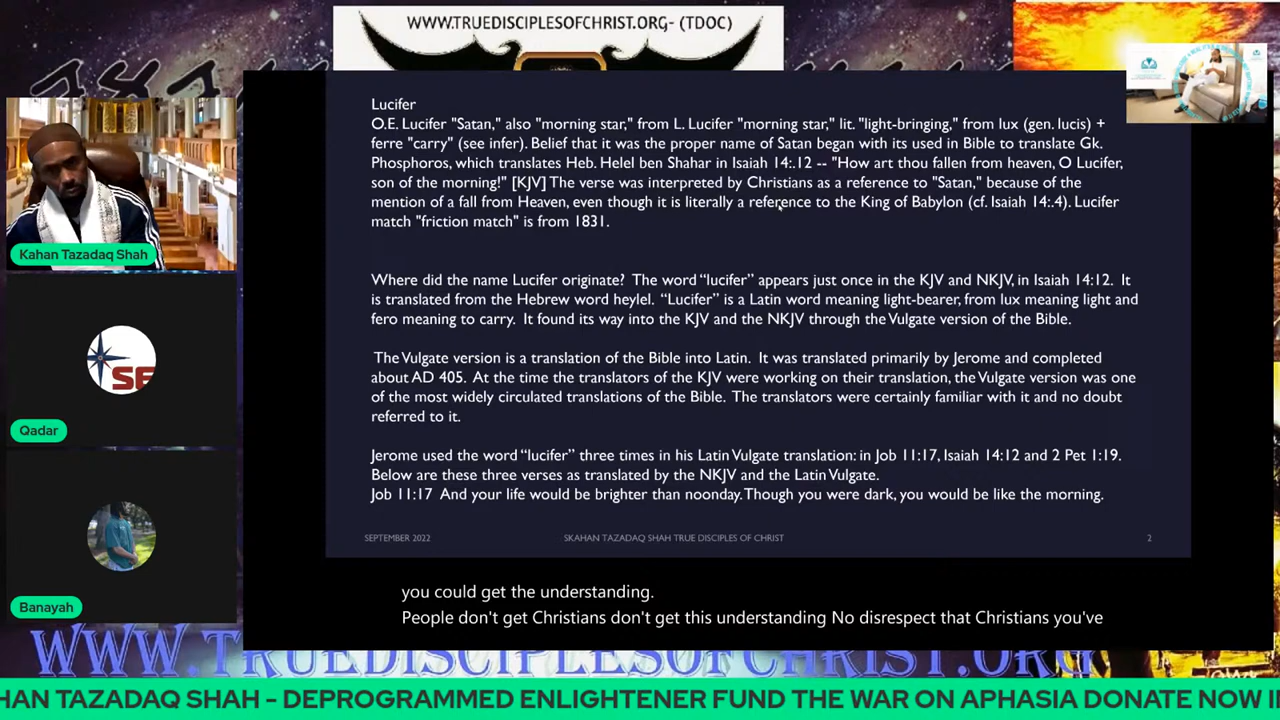 WWW.TRUEDISCIPLESOFCHRIST.ORG- (TDOC)
Lucifer
O.E. Lucifer "Satan," also "morning star," from L. Lucifer "morning star," lit. "light-bringing," from lux (gen. lucis) +
ferre "carry" (see infer). Belief that it was the proper name of Satan began with its used in Bible to translate Gk.
Phosphoros, which translates Heb. Helel ben Shahar in Isaiah 14:.12 -- "How art thou fallen from heaven, O Lucifer,
son of the morning!" [KJV] The verse was interpreted by Christians as a reference to "Satan," because of the
mention of a fall from Heaven, even though it is literally a reference to the King of Babylon (cf. Isaiah 14:.4). Lucifer
match "friction match" is from 1831.
Where did the name Lucifer originate?  The word “lucifer” appears just once in the KJV and NKJV, in Isaiah 14:12.  It
is translated from the Hebrew word heylel.  “Lucifer” is a Latin word meaning light-bearer, from lux meaning light and
fero meaning to carry.  It found its way into the KJV and the NKJV through the Vulgate version of the Bible.
The Vulgate version is a translation of the Bible into Latin.  It was translated primarily by Jerome and completed
about AD 405.  At the time the translators of the KJV were working on their translation, the Vulgate version was one
of the most widely circulated translations of the Bible.  The translators were certainly familiar with it and no doubt
referred to it.
Jerome used the word “lucifer” three times in his Latin Vulgate translation: in Job 11:17, Isaiah 14:12 and 2 Pet 1:19.
Below are these three verses as translated by the NKJV and the Latin Vulgate.
Job 11:17  And your life would be brighter than noonday. Though you were dark, you would be like the morning.
SEPTEMBER 2022
SKAHAN TAZADAQ SHAH TRUE DISCIPLES OF CHRIST
2
Kahan Tazadaq Shah
SF
Qadar
Banayah
you could get the understanding.
People don't get Christians don't get this understanding No disrespect that Christians you've
WWW.TRUEDISCIPLESOFCHRIST.ORG
HAN TAZADAQ SHAH - DEPROGRAMMED ENLIGHTENER FUND THE WAR ON APHASIA DONATE NOW